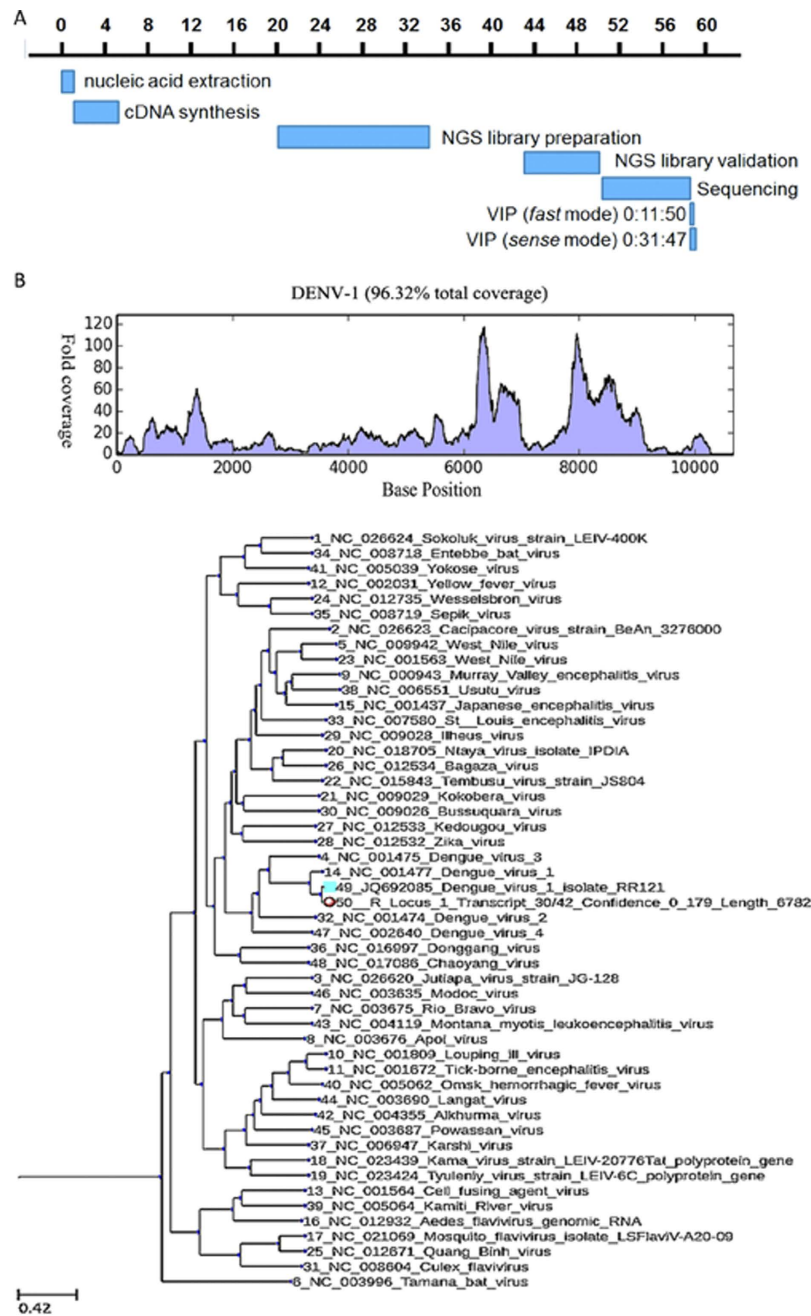 A
0 4 8 12 16 20 24 28 32 36 40 44 48 52 56 60
nucleic acid extraction
cDNA synthesis
NGS library preparation
NGS library validation
Sequencing
VIP (fast mode) 0:11:50
VIP (sense mode) 0:31:47
B
DENV-1 (96.32% total coverage)
Fold coverage
120
100
80
60
40
20
0
0 2000 4000 6000 8000 10000
Base Position
1_NC_026624_Sokoluk_virus_strain_LEIV-400K
34_NC_008718_Entebbe_bat_virus
41_NC_005039_Yokose_virus
12_NC_002031_Yellow_fever_virus
24_NC_012735_Wesselsbron_virus
35_NC_008719_Sepik_virus
2_NC_026623_Cacipacore_virus_strain_BeAn_3276000
5_NC_009942_West_Nile_virus
23_NC_001563_West_Nile_virus
9_NC_000943_Murray_Valley_encephalitis_virus
38_NC_006551_Usutu_virus
15_NC_001437_Japanese_encephalitis_virus
33_NC_007580_St__Louis_encephalitis_virus
29_NC_009028_Ilheus_virus
20_NC_018705_Ntaya_virus_isolate_IPDIA
26_NC_012534_Bagaza_virus
22_NC_015843_Tembusu_virus_strain_JS804
21_NC_009029_Kokobera_virus
30_NC_009026_Bussuquara_virus
27_NC_012533_Kedougou_virus
28_NC_012532_Zika_virus
4_NC_001475_Dengue_virus_3
14_NC_001477_Dengue_virus_1
49_JQ692085_Dengue_virus_1_isolate_RR121
50__R_Locus_1_Transcript_30/42_Confidence_0_179_Length_6782
32_NC_001474_Dengue_virus_2
47_NC_002640_Dengue_virus_4
36_NC_016997_Donggang_virus
48_NC_017086_Chaoyang_virus
3_NC_026620_Jutiapa_virus_strain_JG-128
46_NC_003635_Modoc_virus
7_NC_003675_Rio_Bravo_virus
43_NC_004119_Montana_myotis_leukoencephalitis_virus
8_NC_003676_Apoi_virus
10_NC_001809_Louping_ill_virus
11_NC_001672_Tick-borne_encephalitis_virus
40_NC_005062_Omsk_hemorrhagic_fever_virus
44_NC_003690_Langat_virus
42_NC_004355_Alkhurma_virus
45_NC_003687_Powassan_virus
37_NC_006947_Karshi_virus
18_NC_023439_Kama_virus_strain_LEIV-20776Tat_polyprotein_gene
19_NC_023424_Tyuleniy_virus_strain_LEIV-6C_polyprotein_gene
13_NC_001564_Cell_fusing_agent_virus
39_NC_005064_Kamiti_River_virus
16_NC_012932_Aedes_flavivirus_genomic_RNA
17_NC_021069_Mosquito_flavivirus_isolate_LSFlaviV-A20-09
25_NC_012671_Quang_Binh_virus
31_NC_008604_Culex_flavivirus
6_NC_003996_Tamana_bat_virus
0.42